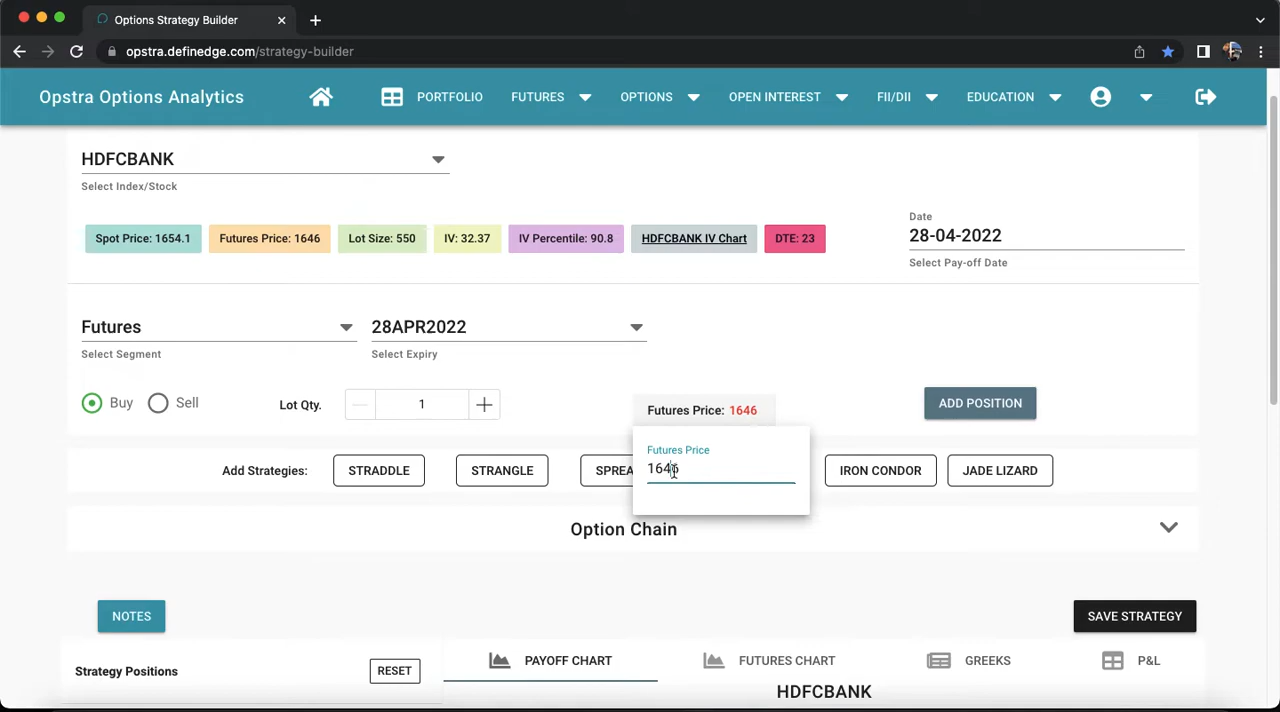 Options Strategy Builder
opstra.definedge.com/strategy-builder
Opstra Options Analytics
PORTFOLIO
FUTURES
OPTIONS
OPEN INTEREST
FII/DII
EDUCATION
HDFCBANK
Select Index/Stock
Spot Price: 1654.1
Futures Price: 1646
Lot Size: 550
IV: 32.37
IV Percentile: 90.8
HDFCBANK IV Chart
DTE: 23
Date
28-04-2022
Select Pay-off Date
Futures
Select Segment
28APR2022
Select Expiry
Buy
Sell
Lot Qty.
1
Futures Price: 1646
ADD POSITION
Futures Price
1646
Add Strategies:
STRADDLE
STRANGLE
SPREA
IRON CONDOR
JADE LIZARD
Option Chain
NOTES
SAVE STRATEGY
Strategy Positions
RESET
PAYOFF CHART
FUTURES CHART
GREEKS
P&L
HDFCBANK